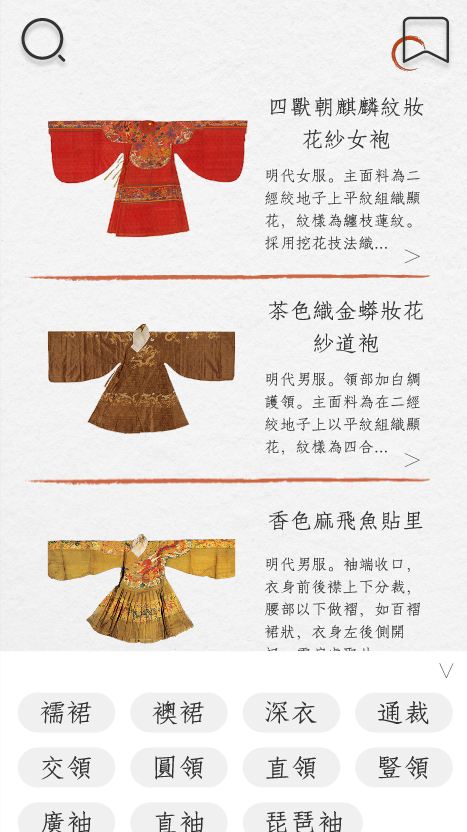 四獸朝麒麟紋妝
花紗女袍
明代女服。主面料為二
經絞地子上平紋組織顯
花，紋樣為纏枝蓮紋。
採用挖花技法織...
>
茶色織金蟒妝花
紗道袍
明代男服。領部加白綢
護領。主面料為在二經
絞地子上以平紋組織顯
花，紋樣為四合...
>
香色麻飛魚貼里
明代男服。袖端收口，
衣身前後襟上下分裁，
腰部以下做褶，如百褶
裙狀，衣身左後側開
襦裙 襖裙 深衣 通裁
交領 圓領 直領 豎領
廣袖 直袖 琵琶袖